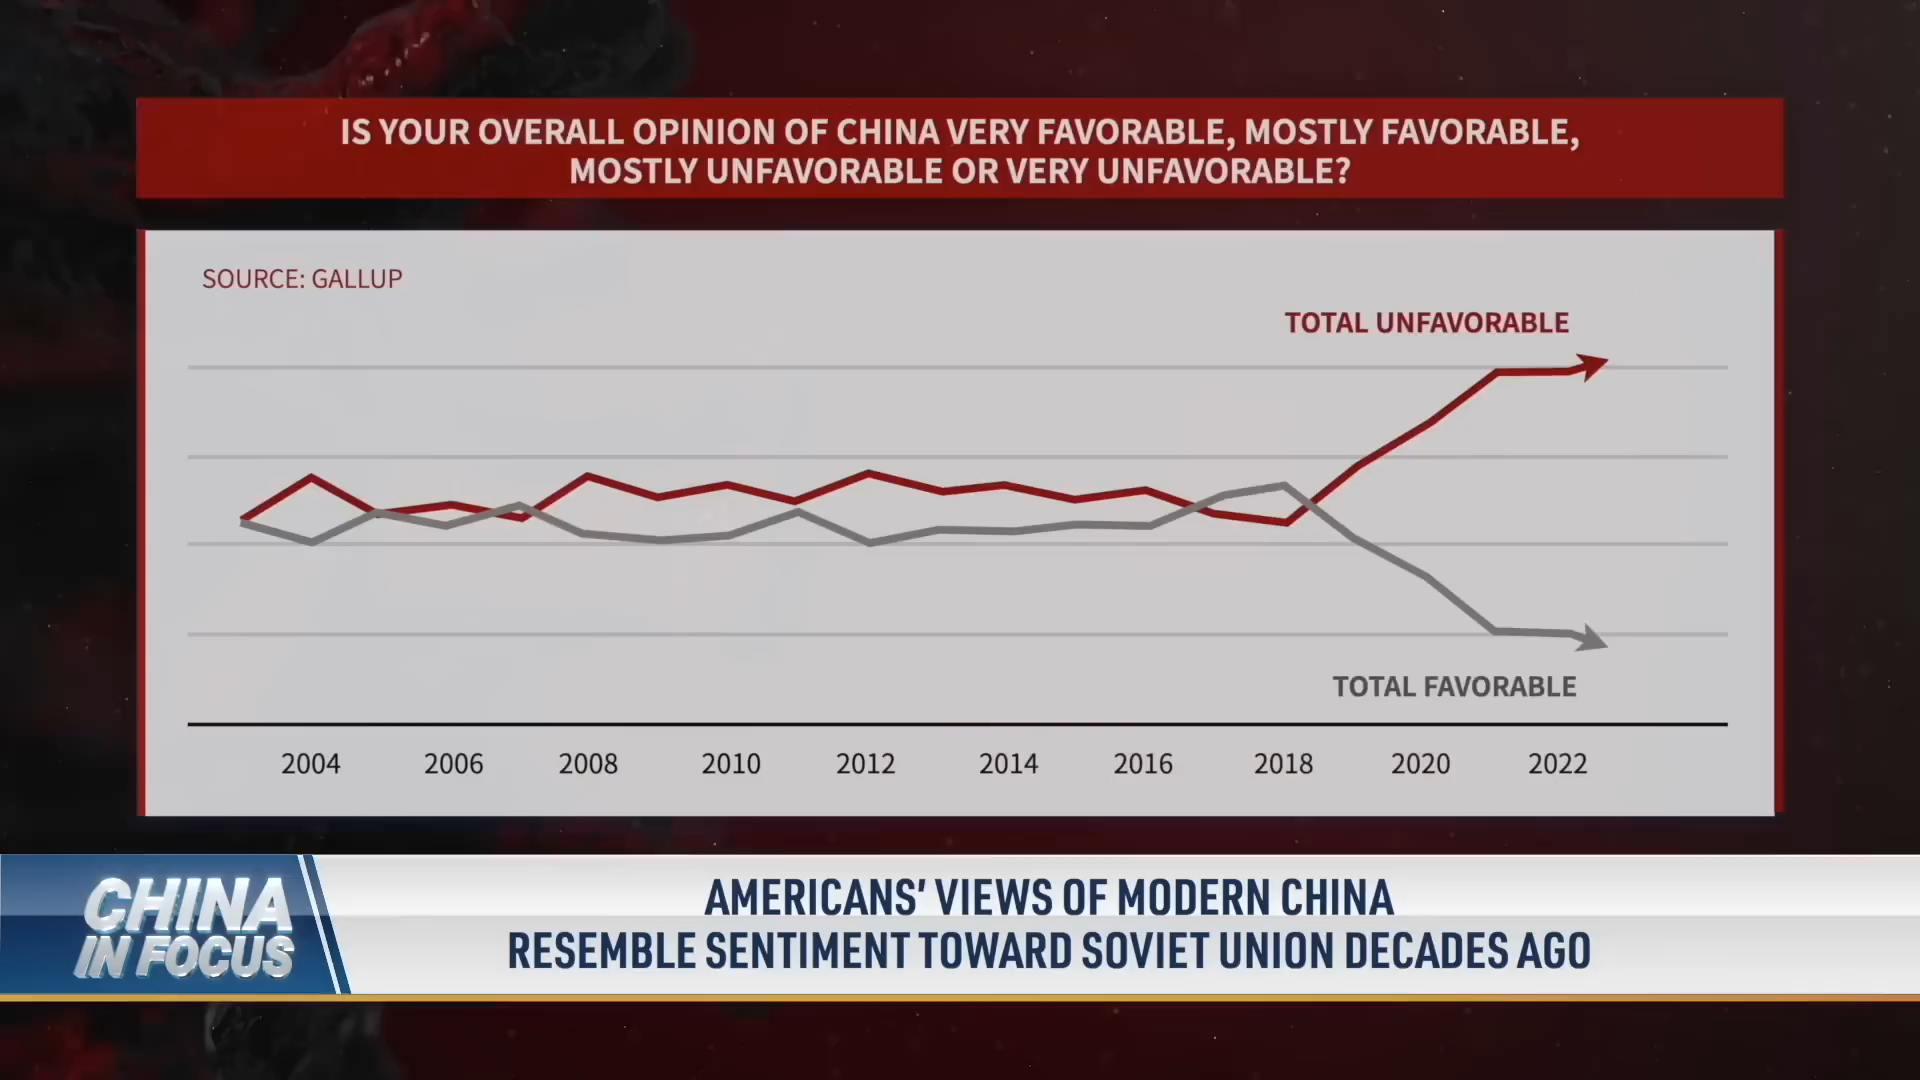 IS YOUR OVERALL OPINION OF CHINA VERY FAVORABLE, MOSTLY FAVORABLE,
MOSTLY UNFAVORABLE OR VERY UNFAVORABLE?
SOURCE: GALLUP
TOTAL UNFAVORABLE
TOTAL FAVORABLE
2004 2006 2008 2010 2012 2014 2016 2018 2020 2022
CHINA
IN FOCUS
AMERICANS' VIEWS OF MODERN CHINA
RESEMBLE SENTIMENT TOWARD SOVIET UNION DECADES AGO